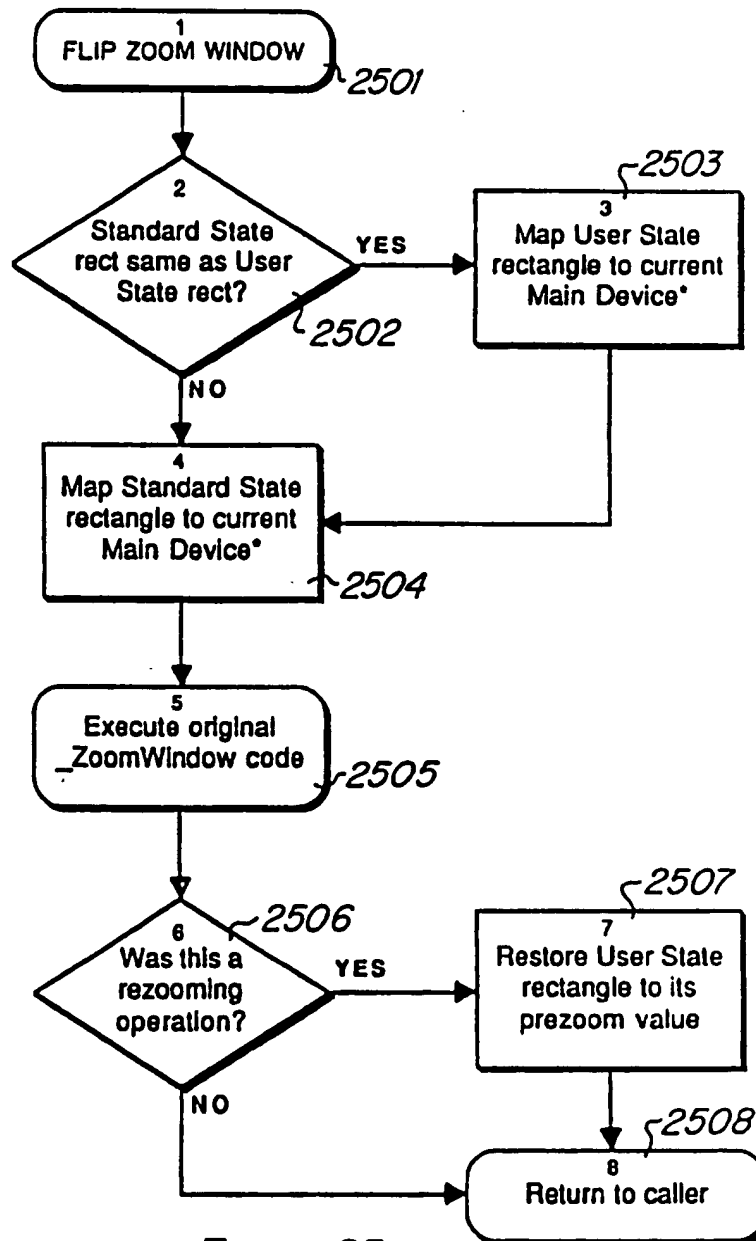 1
FLIP ZOOM WINDOW
2501
2
Standard State
rect same as User
State rect?
2502
YES
NO
2503
3
Map User State
rectangle to current
Main Device*
4
Map Standard State
rectangle to current
Main Device*
2504
5
Execute original
_ZoomWindow code
2505
6
Was this a
rezooming
operation?
2506
YES
NO
2507
7
Restore User State
rectangle to its
prezoom value
2508
8
Return to caller